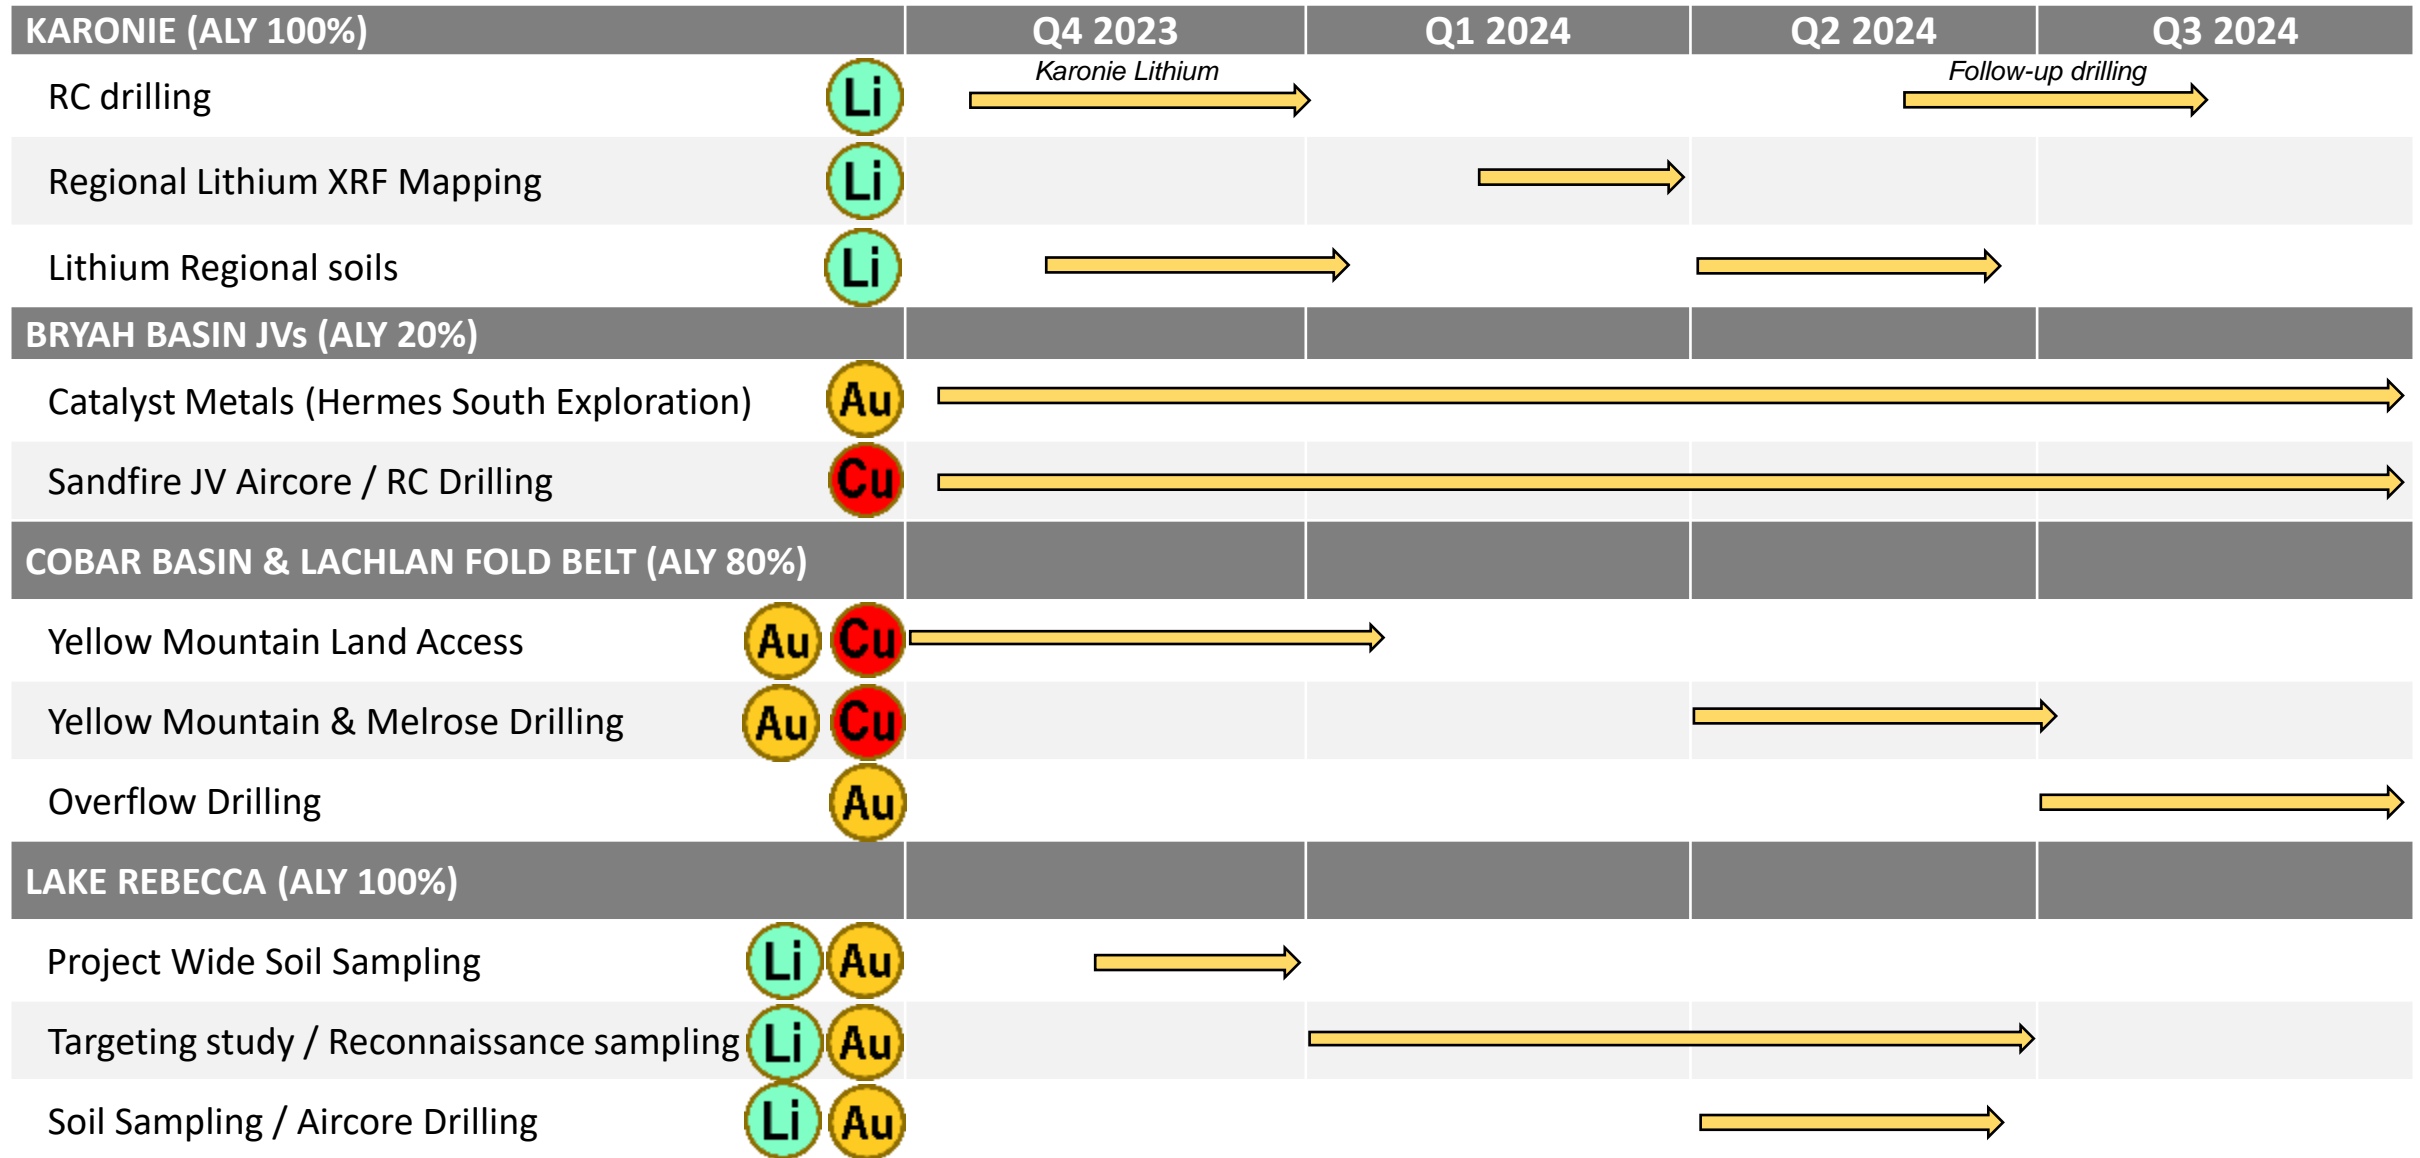 KARONIE (ALY 100%) Q4 2023 Q1 2024 Q2 2024 Q3 2024
Karonie Lithium Follow-up drilling
RC drilling Li
Regional Lithium XRF Mapping Li
Lithium Regional soils Li
BRYAH BASIN JVs (ALY 20%)
Catalyst Metals (Hermes South Exploration) Au
Sandfire JV Aircore / RC Drilling Cu
COBAR BASIN & LACHLAN FOLD BELT (ALY 80%)
Yellow Mountain Land Access Au Cu
Yellow Mountain & Melrose Drilling Au Cu
Overflow Drilling Au
LAKE REBECCA (ALY 100%)
Project Wide Soil Sampling Li Au
Targeting study / Reconnaissance sampling Li Au
Soil Sampling / Aircore Drilling Li Au